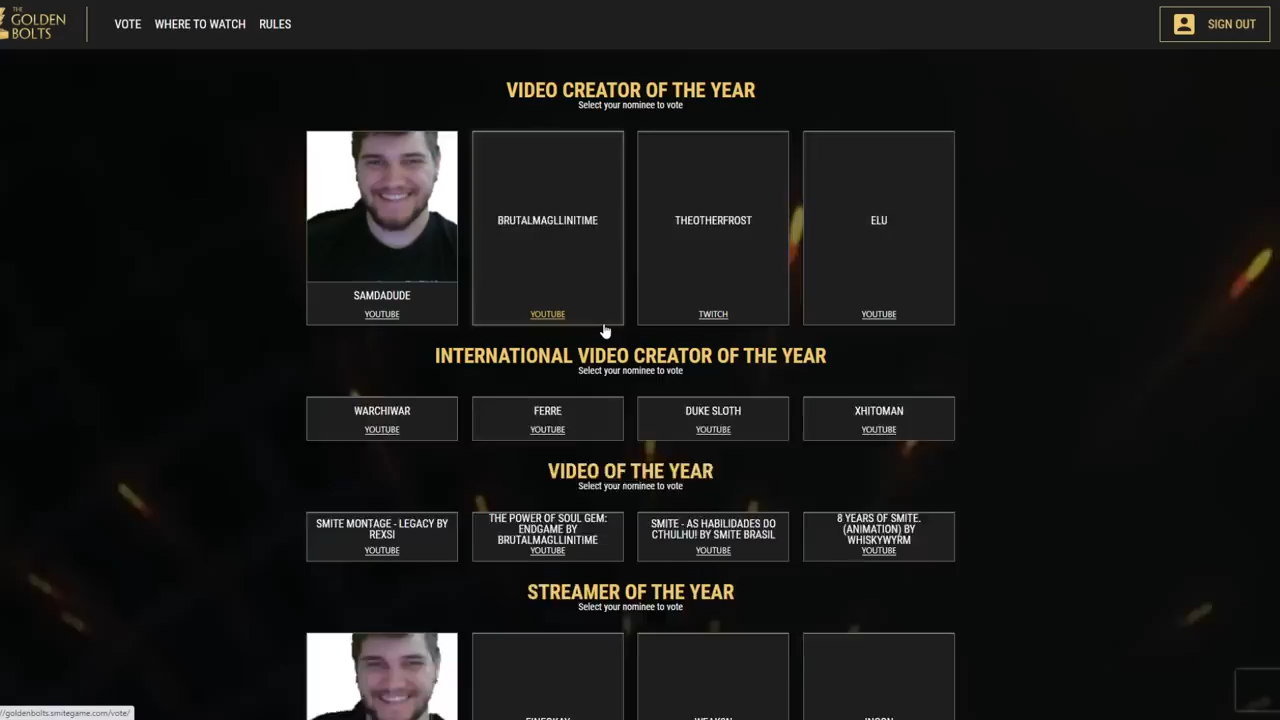 THE
GOLDEN
BOLTS
VOTE
WHERE TO WATCH
RULES
SIGN OUT
VIDEO CREATOR OF THE YEAR
Select your nominee to vote
SAMDADUDE
YOUTUBE
BRUTALMAGLLINITIME
YOUTUBE
THEOTHERFROST
TWITCH
ELU
YOUTUBE
INTERNATIONAL VIDEO CREATOR OF THE YEAR
Select your nominee to vote
WARCHIWAR
YOUTUBE
FERRE
YOUTUBE
DUKE SLOTH
YOUTUBE
XHITOMAN
YOUTUBE
VIDEO OF THE YEAR
Select your nominee to vote
SMITE MONTAGE - LEGACY BY
REXSI
YOUTUBE
THE POWER OF SOUL GEM:
ENDGAME BY
BRUTALMAGLLINITIME
YOUTUBE
SMITE - AS HABILIDADES DO
CTHULHU! BY SMITE BRASIL
YOUTUBE
8 YEARS OF SMITE.
(ANIMATION) BY
WHISKYWYRM
YOUTUBE
STREAMER OF THE YEAR
Select your nominee to vote
//goldenbolts.smitegame.com/vote/